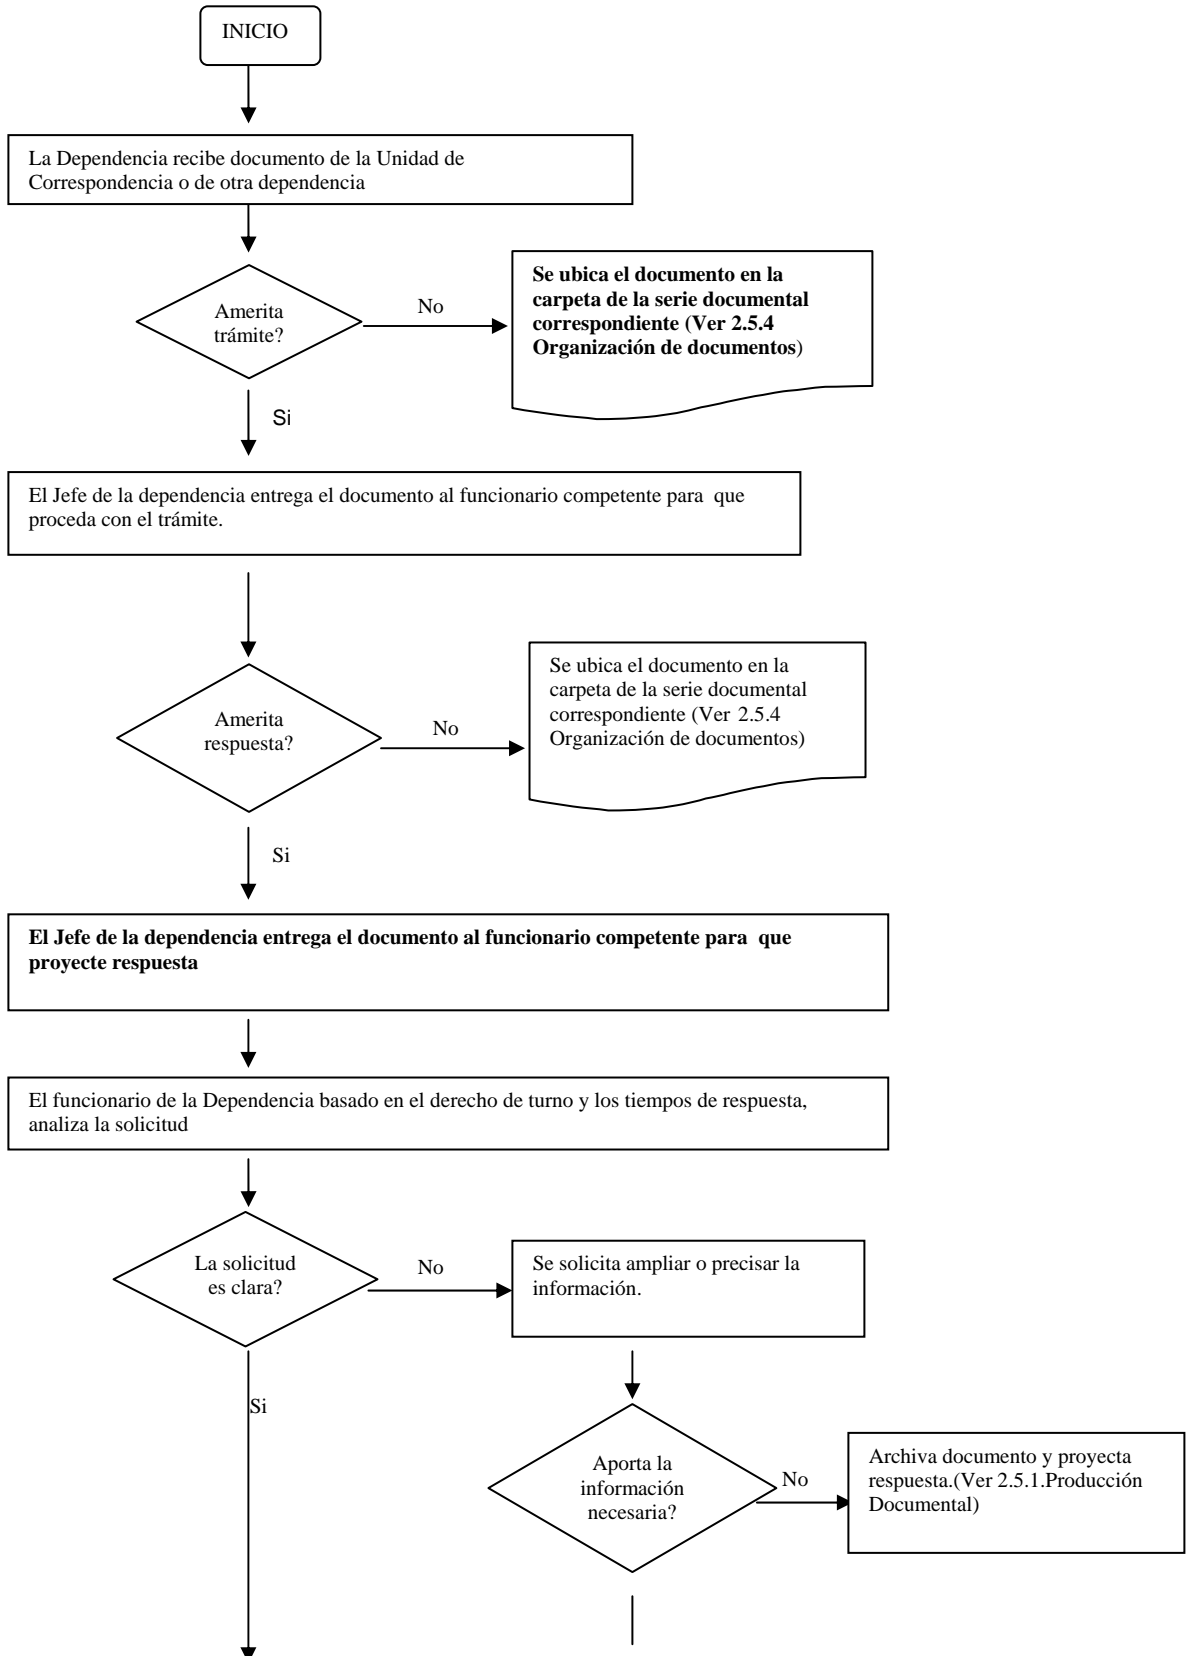 INICIO
La Dependencia recibe documento de la Unidad de
Correspondencia o de otra dependencia
Amerita
trámite?
No
Se ubica el documento en la
carpeta de la serie documental
correspondiente (Ver 2.5.4
Organización de documentos)
Si
El Jefe de la dependencia entrega el documento al funcionario competente para que
proceda con el trámite.
Amerita
respuesta?
No
Se ubica el documento en la
carpeta de la serie documental
correspondiente (Ver 2.5.4
Organización de documentos)
Si
El Jefe de la dependencia entrega el documento al funcionario competente para que
proyecte respuesta
El funcionario de la Dependencia basado en el derecho de turno y los tiempos de respuesta,
analiza la solicitud
La solicitud
es clara?
No
Se solicita ampliar o precisar la
información.
Si
Aporta la
información
necesaria?
No
Archiva documento y proyecta
respuesta.(Ver 2.5.1.Producción
Documental)